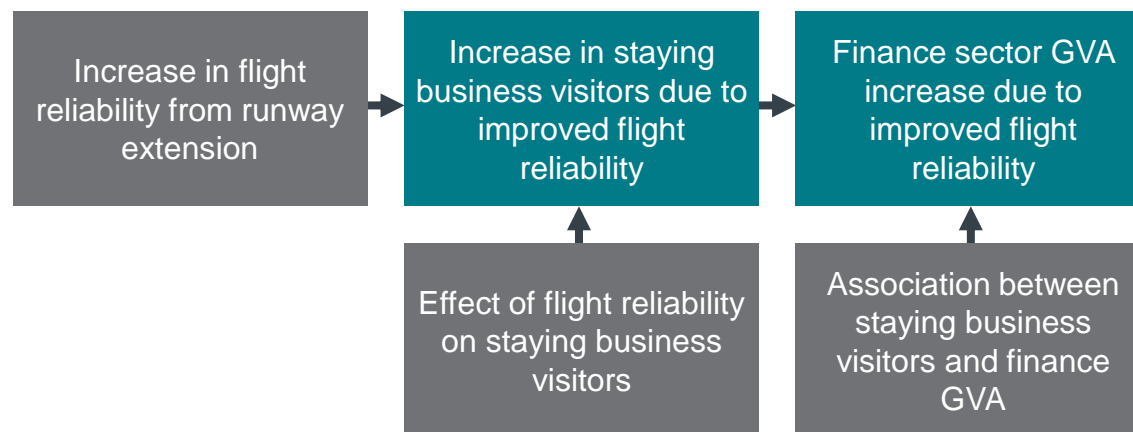 Increase in flight
reliability from runway
extension
Increase in staying
business visitors due to
improved flight
reliability
Finance sector GVA
increase due to
improved flight
reliability
Effect of flight reliability
on staying business
visitors
Association between
staying business
visitors and finance
GVA